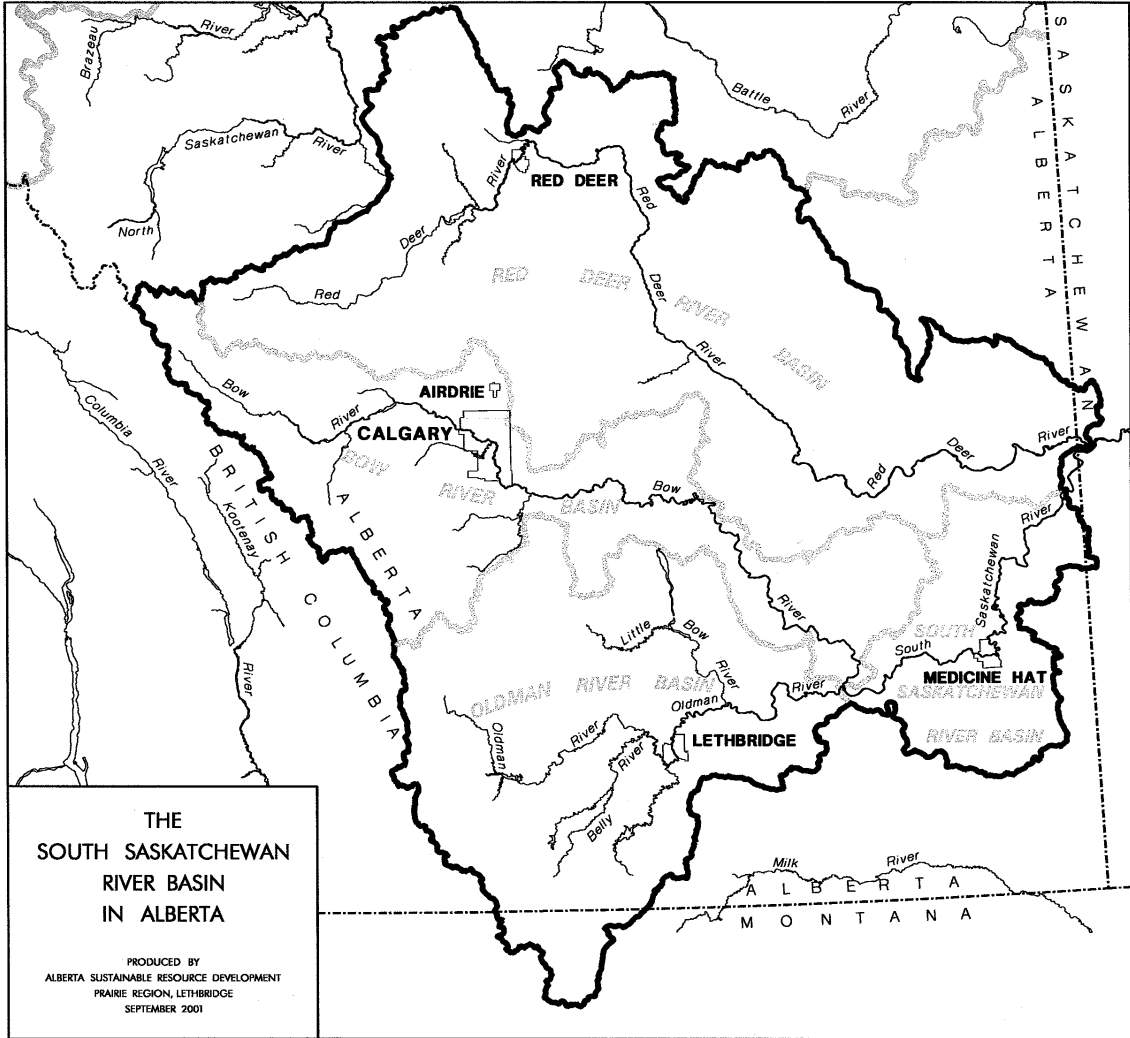 Brazeau
River
Saskatchewan
River
North
Battle
River
SASKATCHEWAN
ALBERTA
River
RED DEER
Red
Deer
Red
Deer
River
RED DEER RIVER BASIN
Bow
River
AIRDRIE
CALGARY
Columbia
River
BRITISH COLUMBIA
ALBERTA
Kootenay
River
BOW RIVER BASIN
Bow
River
Red
Deer
River
River
Saskatchewan
South
SOUTH
MEDICINE HAT
SASKATCHEWAN
RIVER BASIN
Little
Bow
River
OLDMAN RIVER BASIN
Oldman
River
Oldman
River
River
Belly
LETHBRIDGE
Milk
River
ALBERTA
MONTANA
THE
SOUTH SASKATCHEWAN
RIVER BASIN
IN ALBERTA
PRODUCED BY
ALBERTA SUSTAINABLE RESOURCE DEVELOPMENT
PRAIRIE REGION, LETHBRIDGE
SEPTEMBER 2001